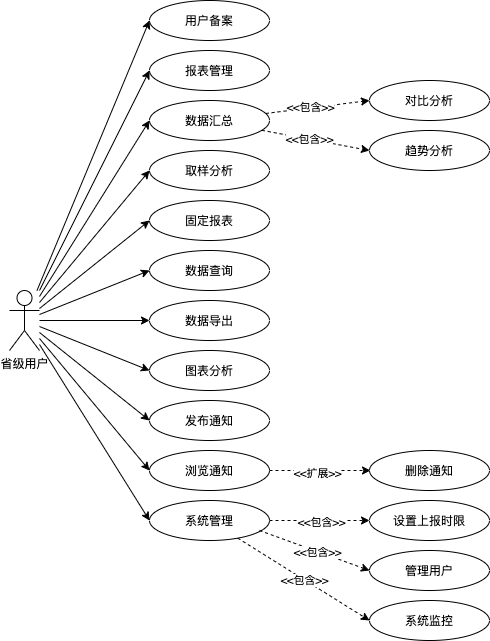 用户备案
报表管理
数据汇总
<<包含>>
对比分析
<<包含>>
趋势分析
取样分析
固定报表
数据查询
数据导出
省级用户
图表分析
发布通知
浏览通知
<<扩展>>
删除通知
系统管理
<<包含>>
设置上报时限
<<包含>>
管理用户
<<包含>>
系统监控